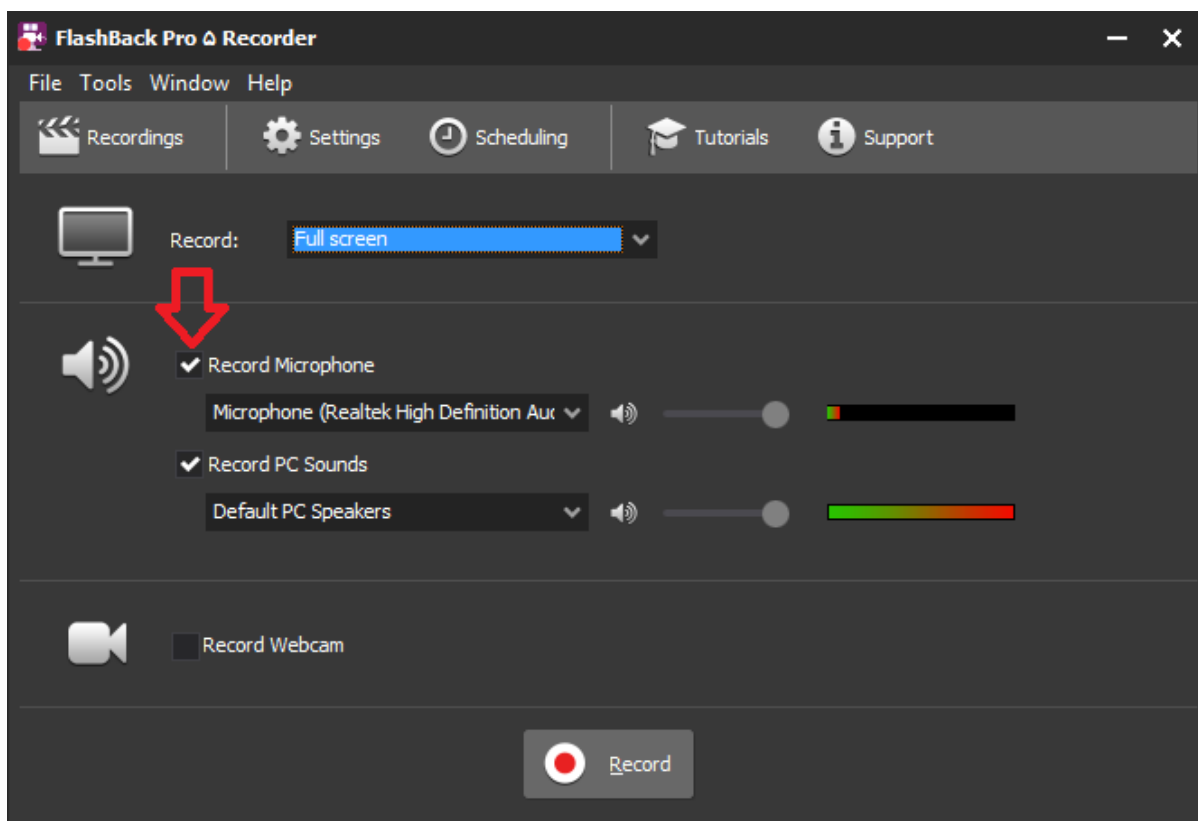 FlashBack Pro ۵ Recorder
File Tools Window Help
Recordings Settings Scheduling Tutorials Support
Record: Full screen
Record Microphone
Microphone (Realtek High Definition Auc
Record PC Sounds
Default PC Speakers
Record Webcam
Record